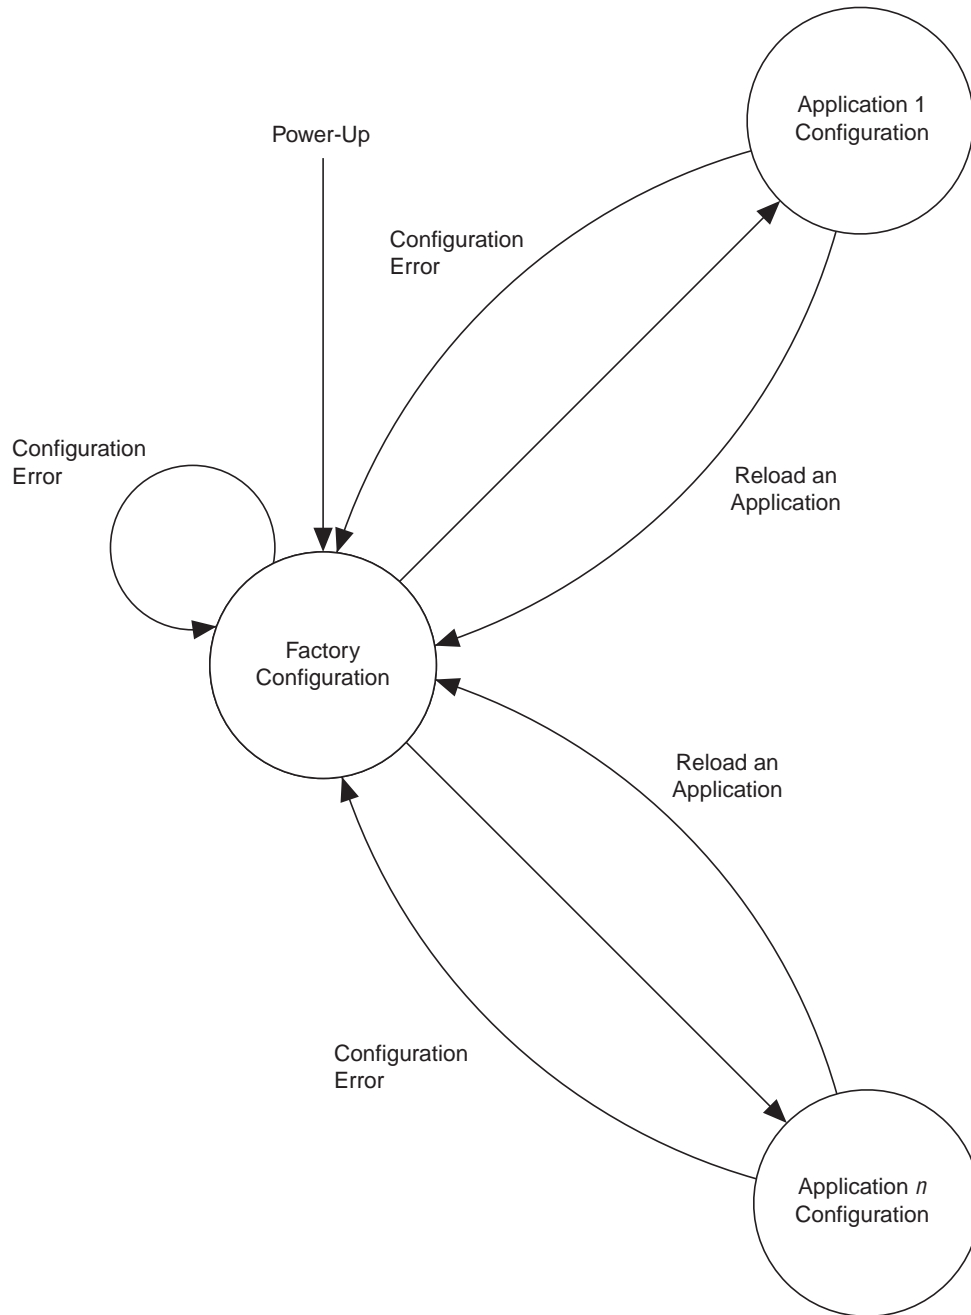 Application 1
Configuration
Power-Up
Configuration
Error
Configuration
Error
Reload an
Application
Factory
Configuration
Reload an
Application
Configuration
Error
Application n
Configuration